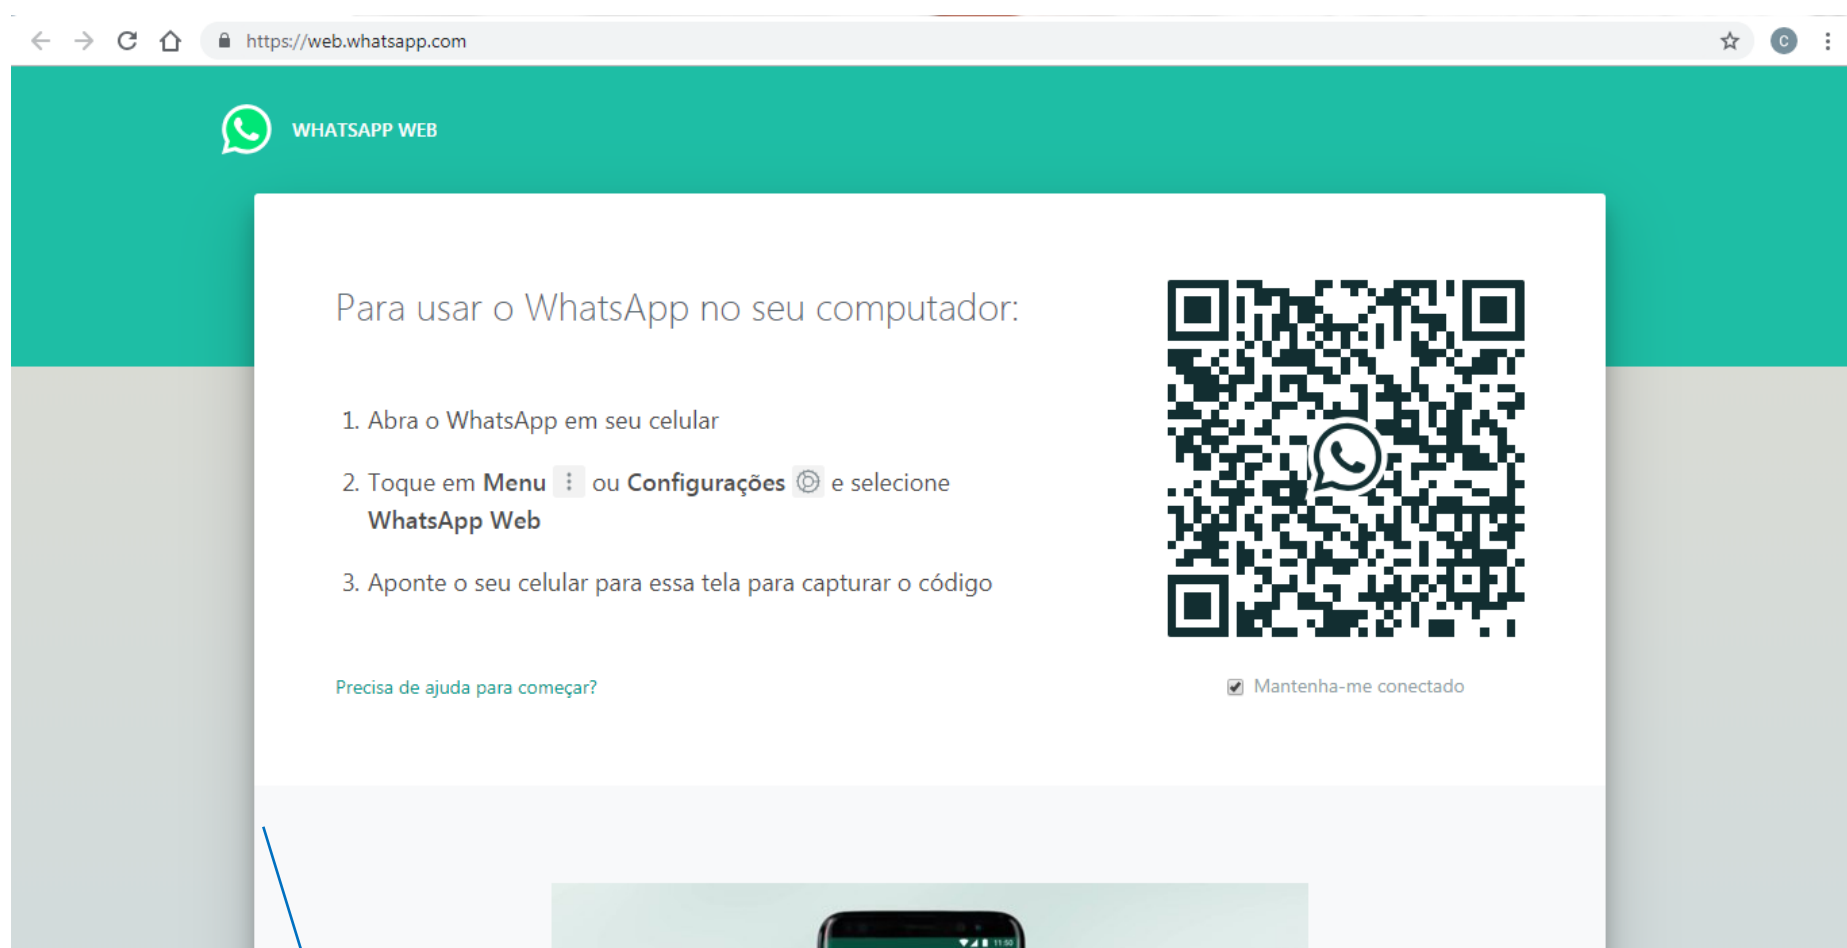 https://web.whatsapp.com
C
WHATSAPP WEB
Para usar o WhatsApp no seu computador:
1. Abra o WhatsApp em seu celular
2. Toque em Menu ou Configurações e selecione
WhatsApp Web
3. Aponte o seu celular para essa tela para capturar o código
Precisa de ajuda para começar?
Mantenha-me conectado
11:50